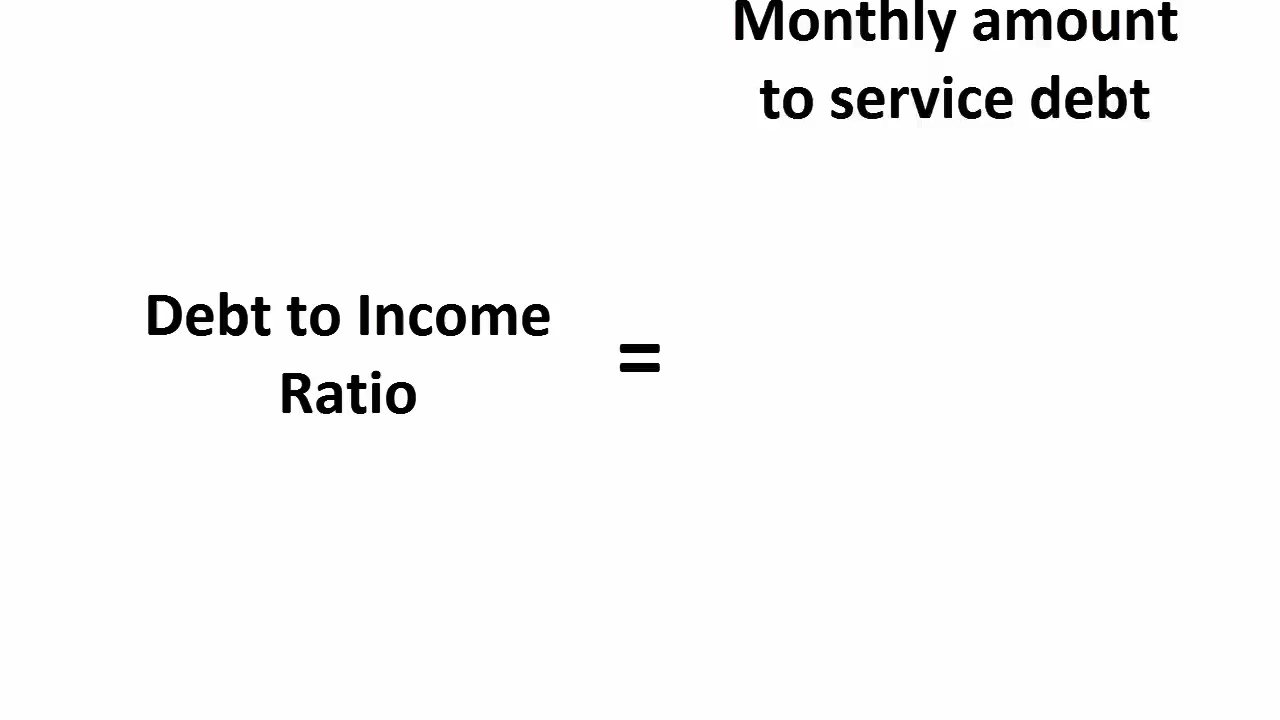 Monthly amount
to service debt
Debt to Income
Ratio
=